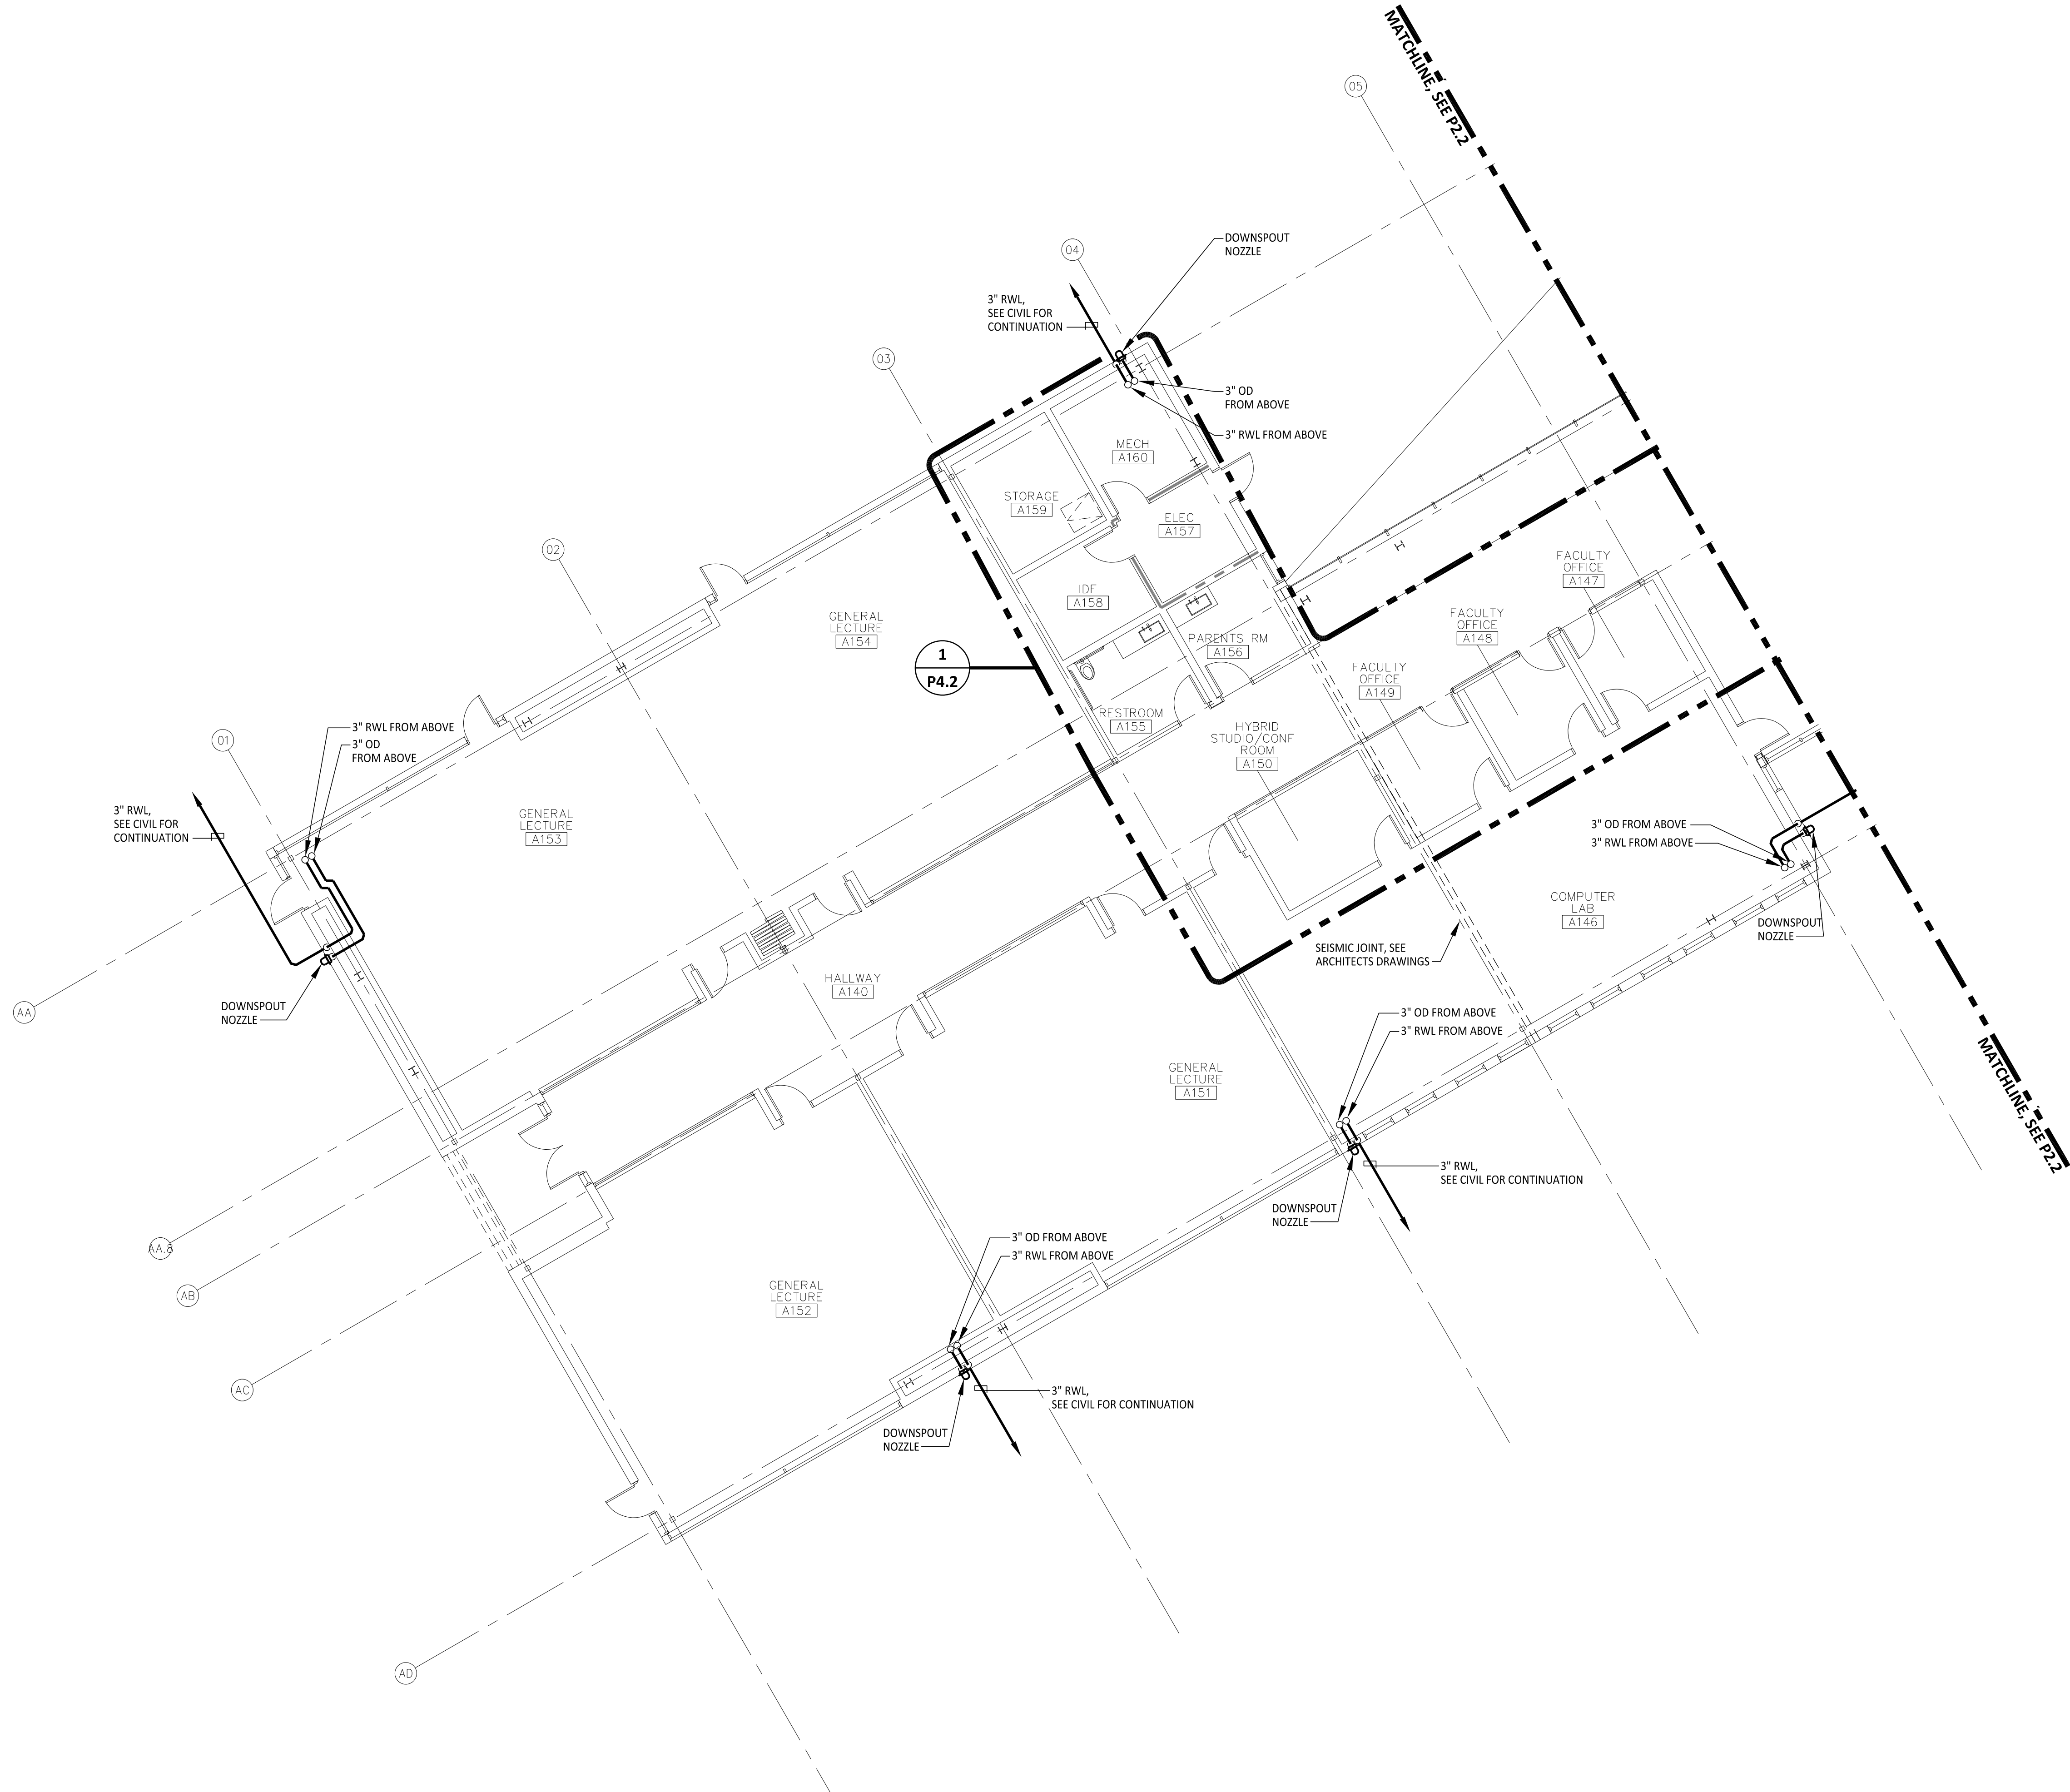 MATCHLINE, SEE P2.2
05
04
DOWNSPOUT
NOZZLE
3" RWL,
SEE CIVIL FOR
CONTINUATION
03
3" OD
FROM ABOVE
3" RWL FROM ABOVE
MECH
A160
STORAGE
A159
ELEC
A157
02
FACULTY
OFFICE
A147
IDF
A158
GENERAL
LECTURE
A154
FACULTY
OFFICE
A148
PARENTS RM
A156
1
P4.2
FACULTY
OFFICE
A149
RESTROOM
A155
HYBRID
STUDIO/CONF
ROOM
A150
01
3" RWL FROM ABOVE
3" OD
FROM ABOVE
3" RWL,
SEE CIVIL FOR
CONTINUATION
GENERAL
LECTURE
A153
3" OD FROM ABOVE
3" RWL FROM ABOVE
COMPUTER
LAB
A146
DOWNSPOUT
NOZZLE
SEISMIC JOINT, SEE
ARCHITECTS DRAWINGS
HALLWAY
A140
AA
DOWNSPOUT
NOZZLE
3" OD FROM ABOVE
3" RWL FROM ABOVE
MATCHLINE, SEE P2.2
GENERAL
LECTURE
A151
3" RWL,
SEE CIVIL FOR CONTINUATION
DOWNSPOUT
NOZZLE
AA.8
3" OD FROM ABOVE
3" RWL FROM ABOVE
AB
GENERAL
LECTURE
A152
AC
3" RWL,
SEE CIVIL FOR CONTINUATION
DOWNSPOUT
NOZZLE
AD